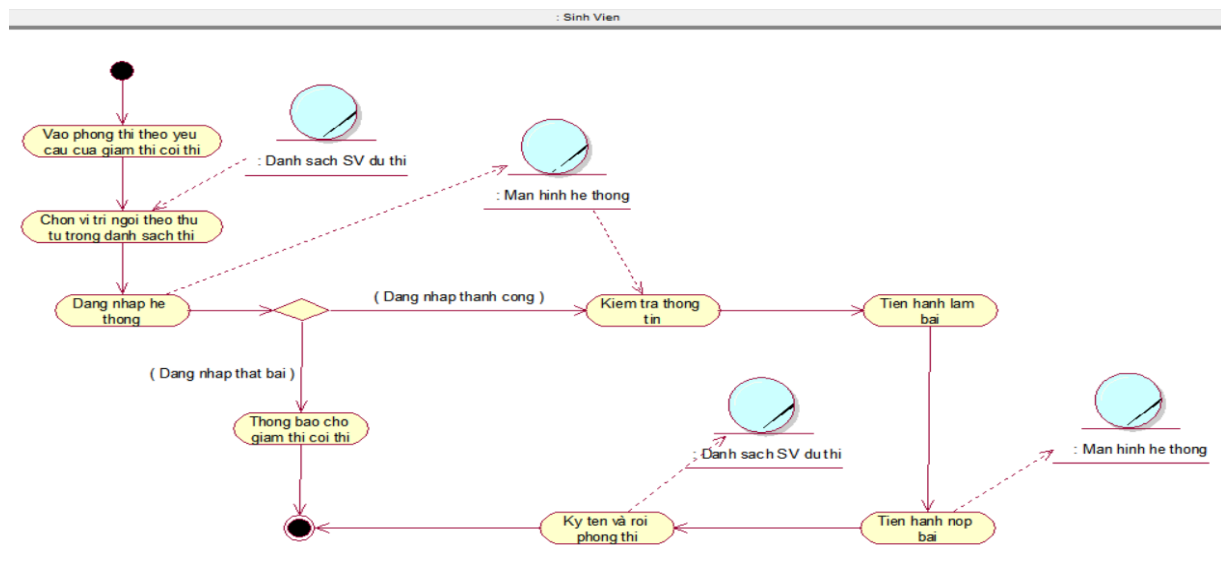 : Sinh Vien
Vao phong thi theo yeu
cau cua giam thi coi thi
: Danh sach SV du thi
: Man hinh he thong
Chon vi tri ngoi theo thu
tu trong danh sach thi
Dang nhap he
thong
( Dang nhap thanh cong )
Kiem tra thong
tin
Tien hanh lam
bai
( Dang nhap that bai )
Thong bao cho
giam thi coi thi
: Danh sach SV du thi
: Man hinh he thong
Ky ten và roi
phong thi
Tien hanh nop
bai